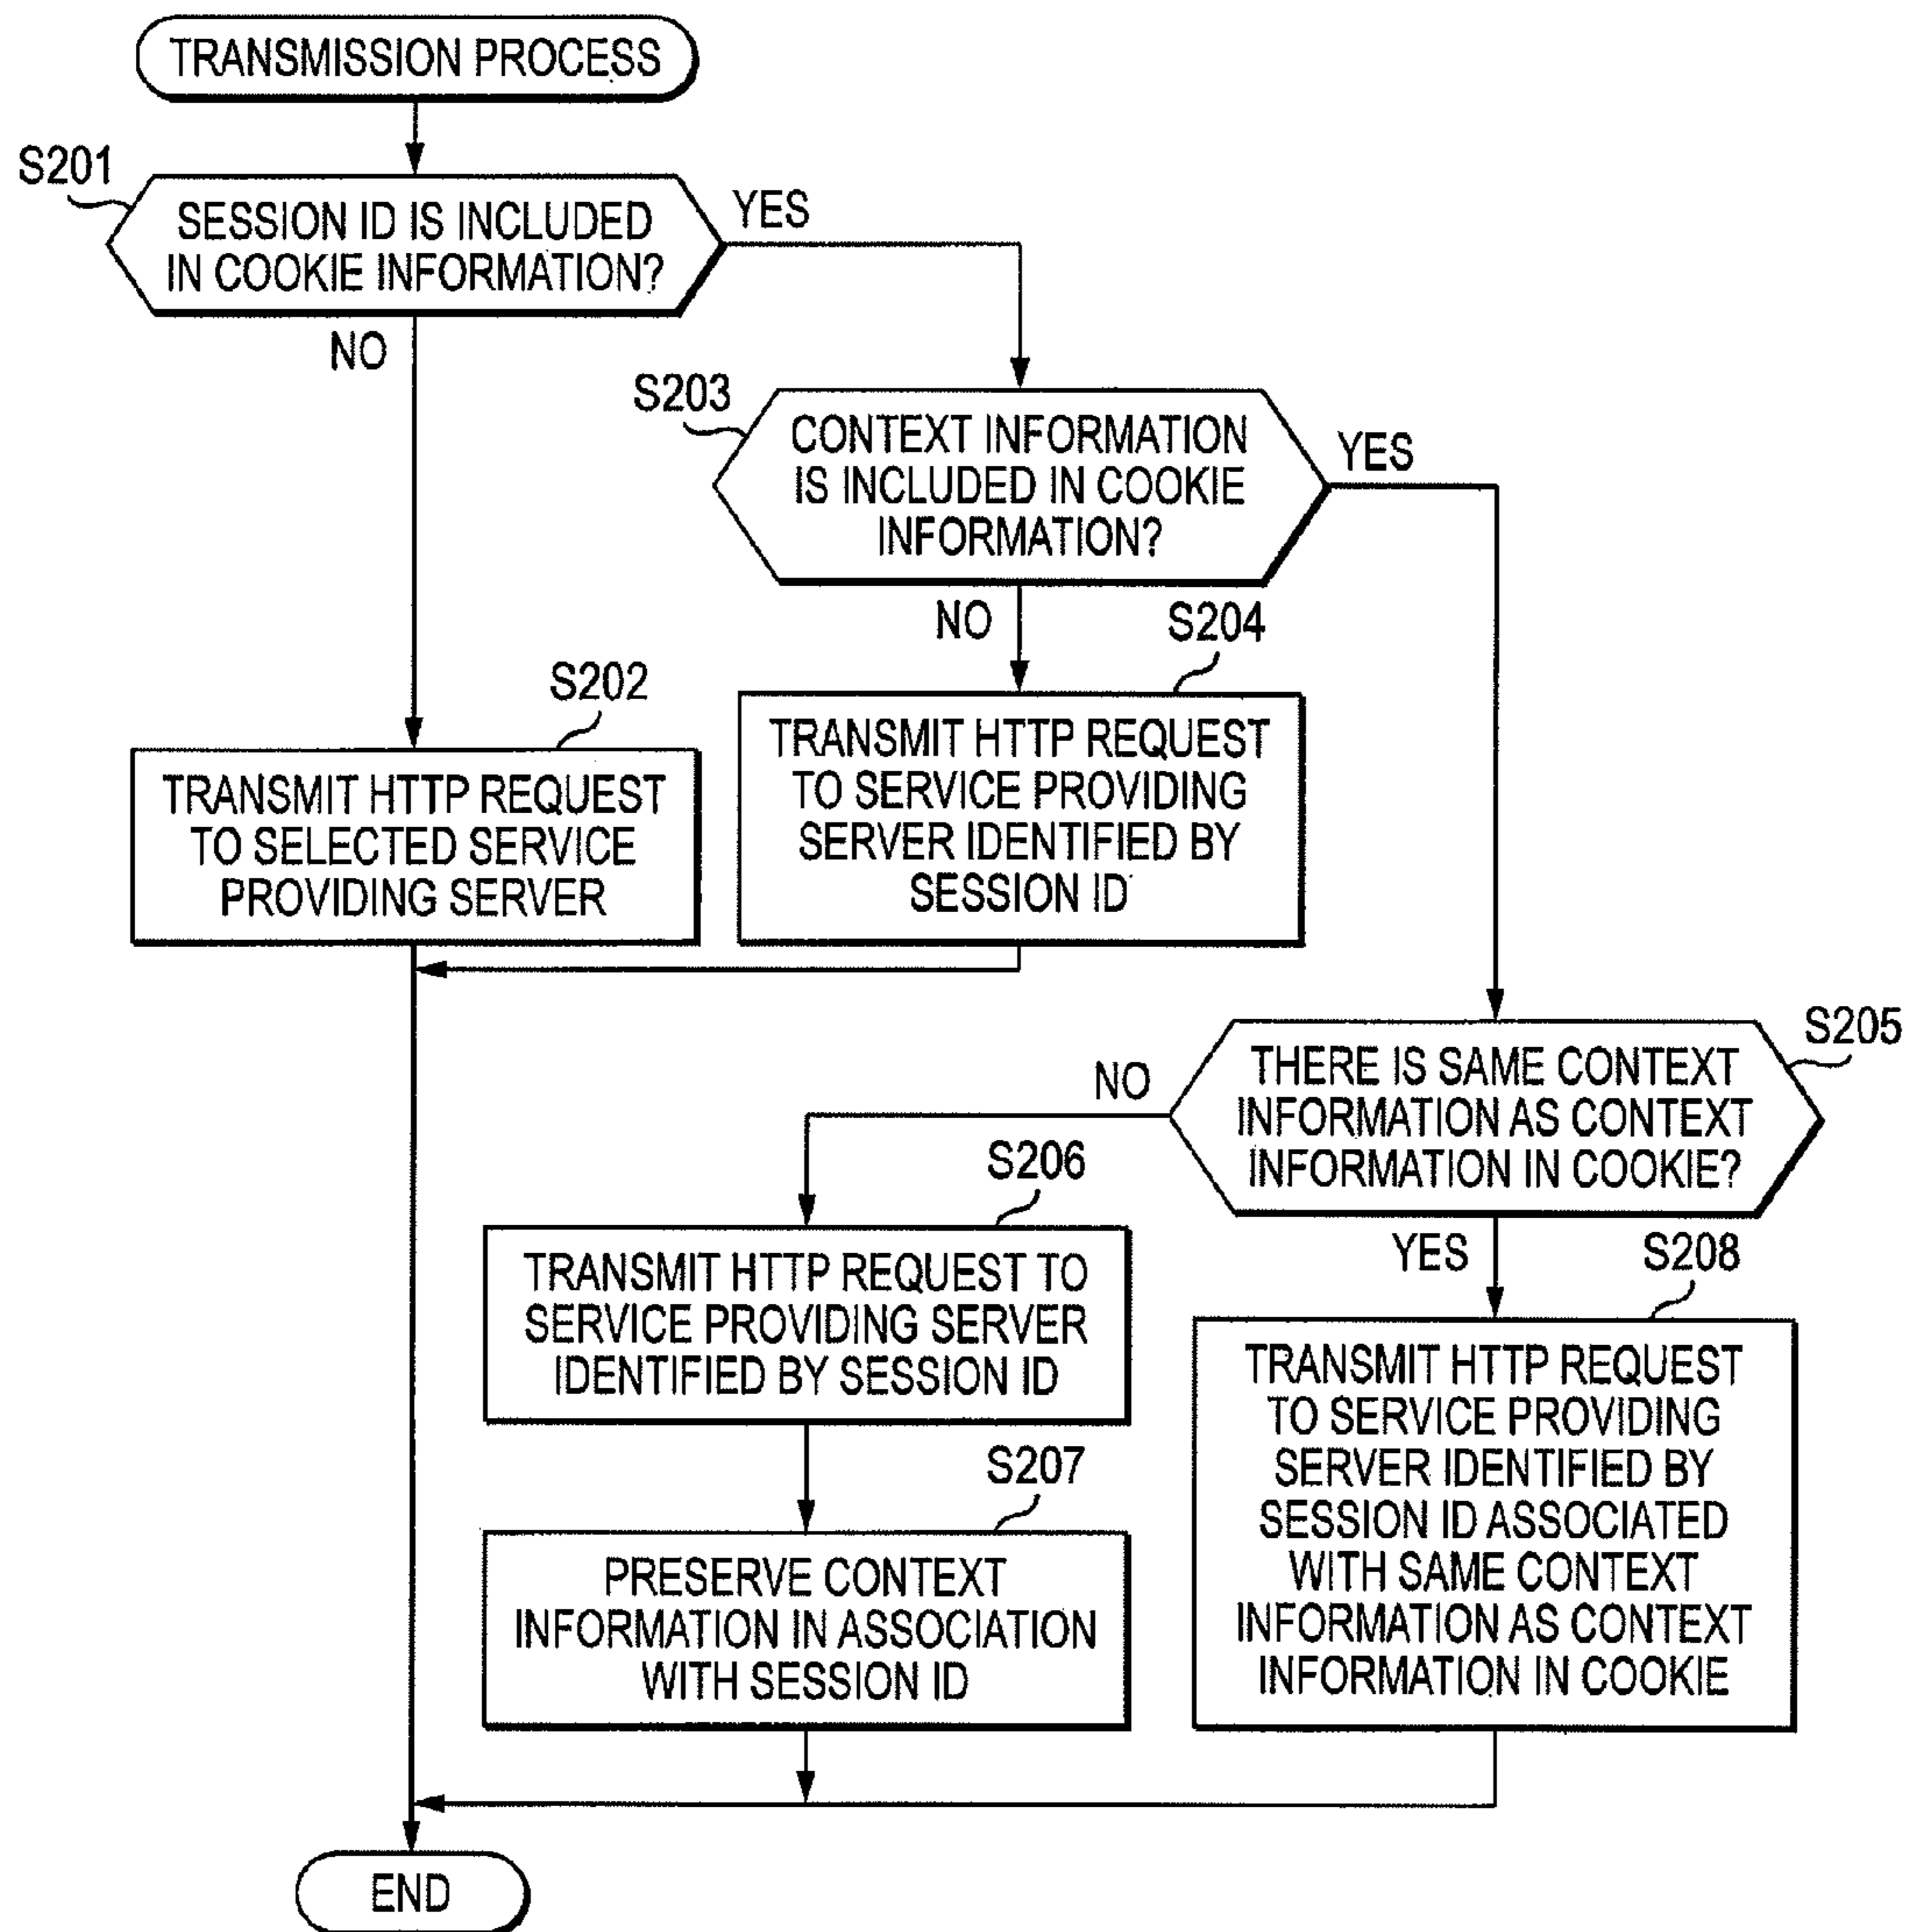 TRANSMISSION PROCESS
S201
SESSION ID IS INCLUDED
IN COOKIE INFORMATION?
YES
NO
S203
CONTEXT INFORMATION
IS INCLUDED IN COOKIE
INFORMATION?
YES
NO
S204
TRANSMIT HTTP REQUEST
TO SERVICE PROVIDING
SERVER IDENTIFIED BY
SESSION ID
S202
TRANSMIT HTTP REQUEST
TO SELECTED SERVICE
PROVIDING SERVER
S205
THERE IS SAME CONTEXT
INFORMATION AS CONTEXT
INFORMATION IN COOKIE?
NO
S206
TRANSMIT HTTP REQUEST TO
SERVICE PROVIDING SERVER
IDENTIFIED BY SESSION ID
S207
PRESERVE CONTEXT
INFORMATION IN ASSOCIATION
WITH SESSION ID
YES
S208
TRANSMIT HTTP REQUEST
TO SERVICE PROVIDING
SERVER IDENTIFIED BY
SESSION ID ASSOCIATED
WITH SAME CONTEXT
INFORMATION AS CONTEXT
INFORMATION IN COOKIE
END